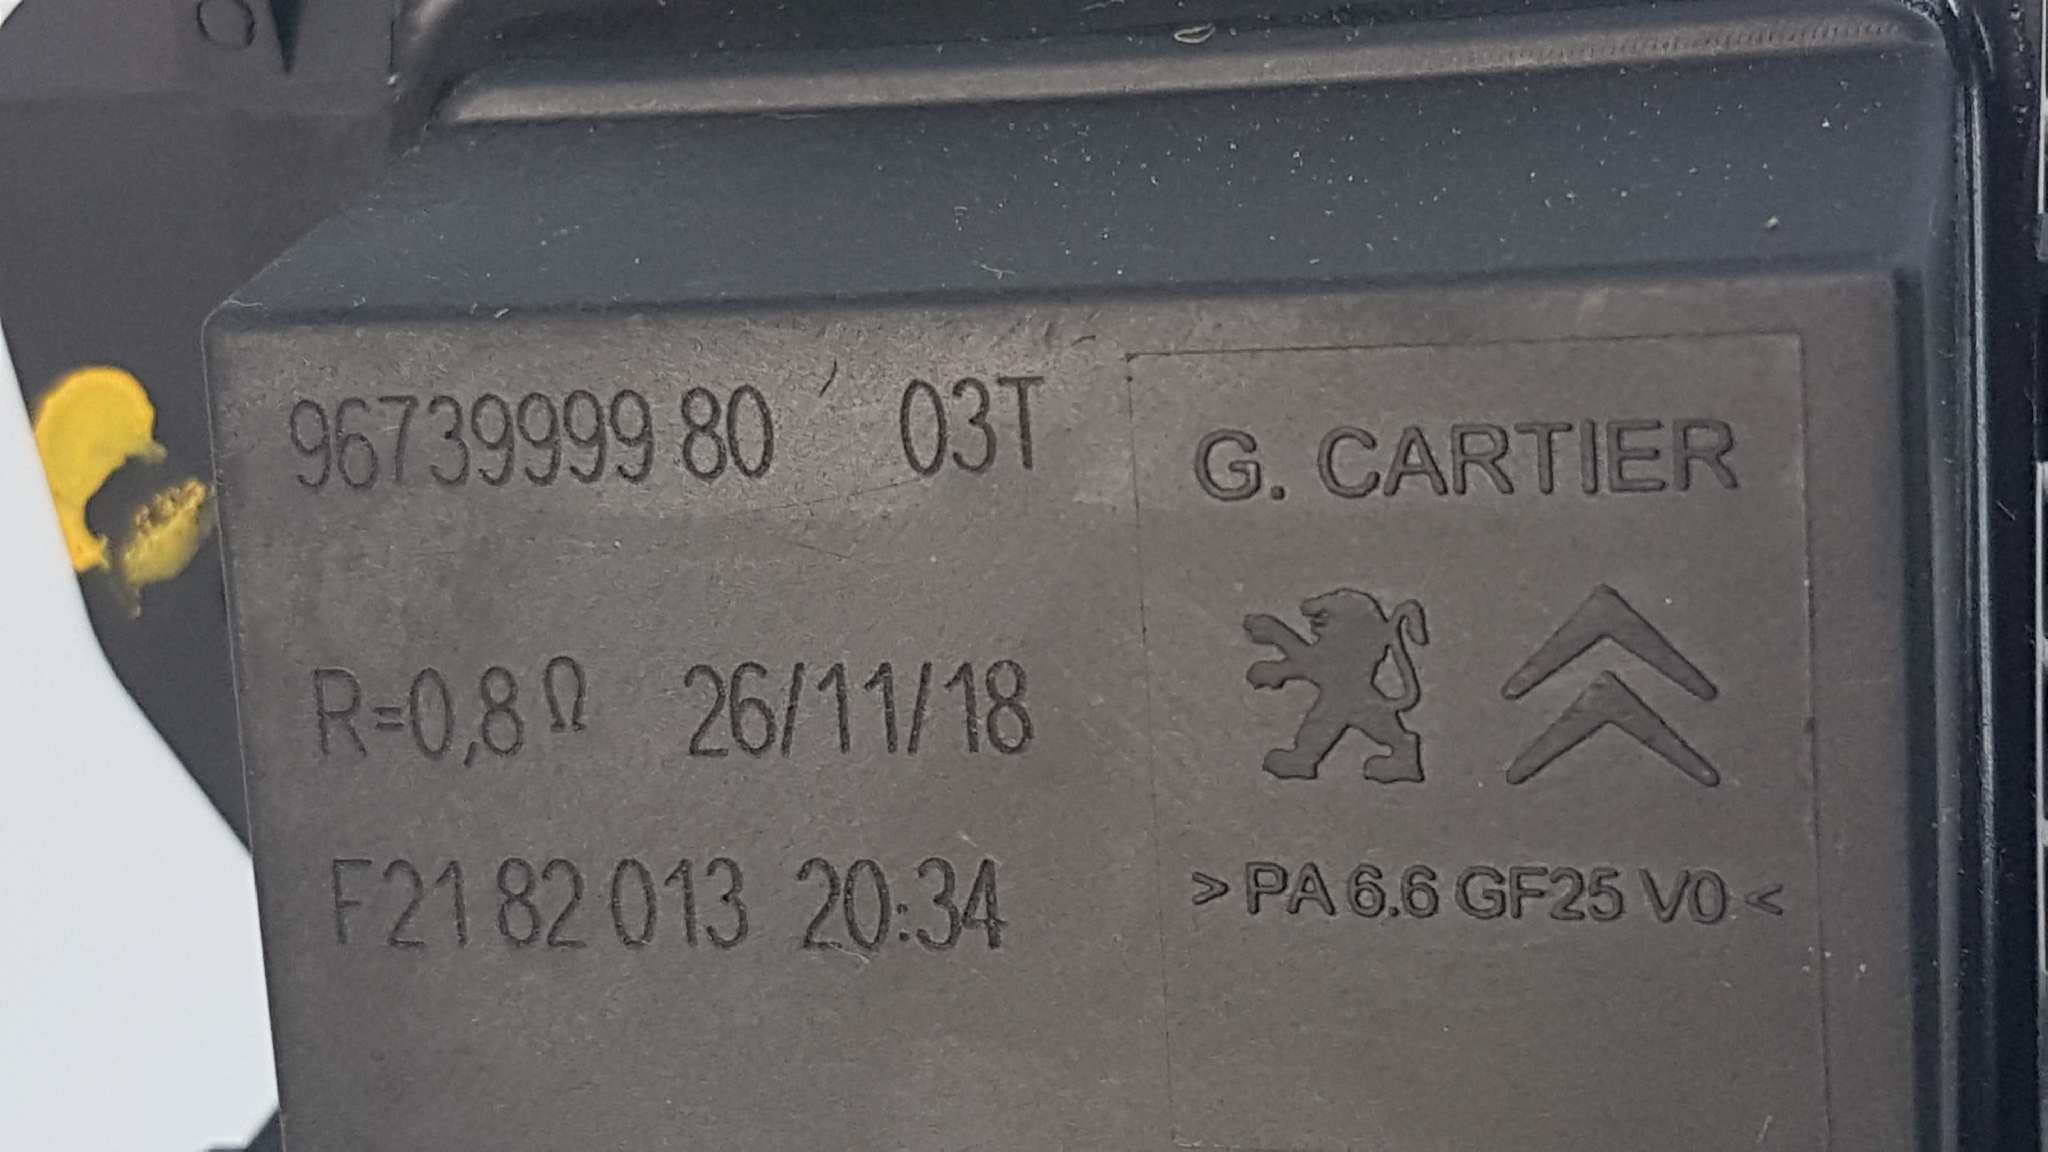 96739999 80 03T
G. CARTIER
R=0,8 Ω 26/11/18
F21 82 013 20:34
>PA 6.6 GF25 V0<